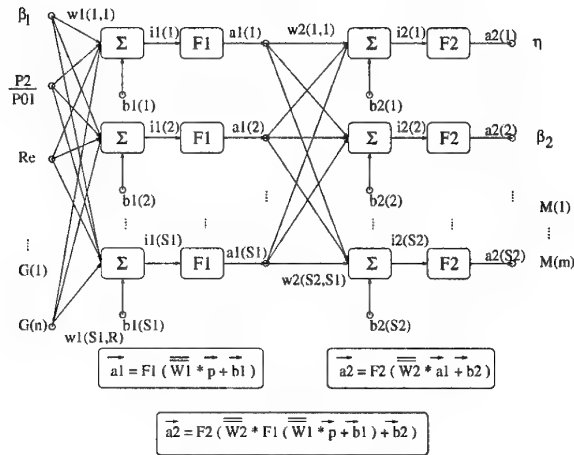 β1 w1(1,1) Σ i1(1) F1 a1(1) w2(1,1) Σ i2(1) F2 a2(1) η
P2
P01
b1(1) b2(1)
Re Σ i1(2) F1 a1(2) Σ i2(2) F2 a2(2) β2
b1(2) b2(2)
M(1)
G(1) Σ i1(S1) F1 a1(S1) Σ i2(S2) F2 a2(S2) M(m)
w2(S2,S1)
G(n) w1(S1,R) b1(S1) b2(S2)
a1 = F1 ( W1 * p + b1 )
a2 = F2 ( W2 * a1 + b2 )
a2 = F2 ( W2 * F1 ( W1 * p + b1 ) + b2 )